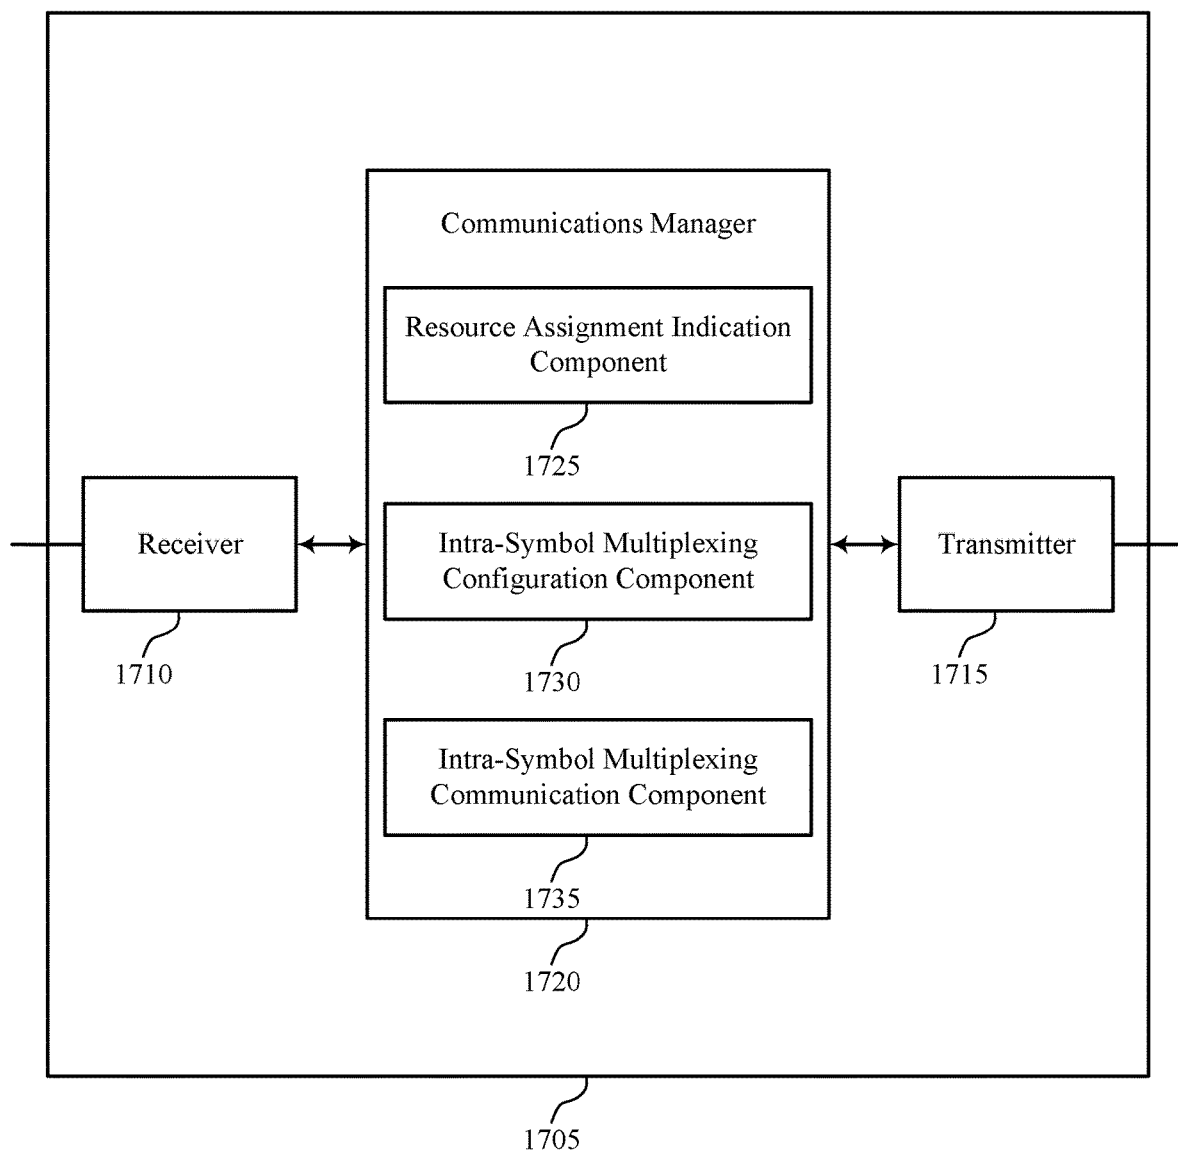 Communications Manager
Resource Assignment Indication
Component
1725
Receiver
1710
Intra-Symbol Multiplexing
Configuration Component
1730
Transmitter
1715
Intra-Symbol Multiplexing
Communication Component
1735
1720
1705